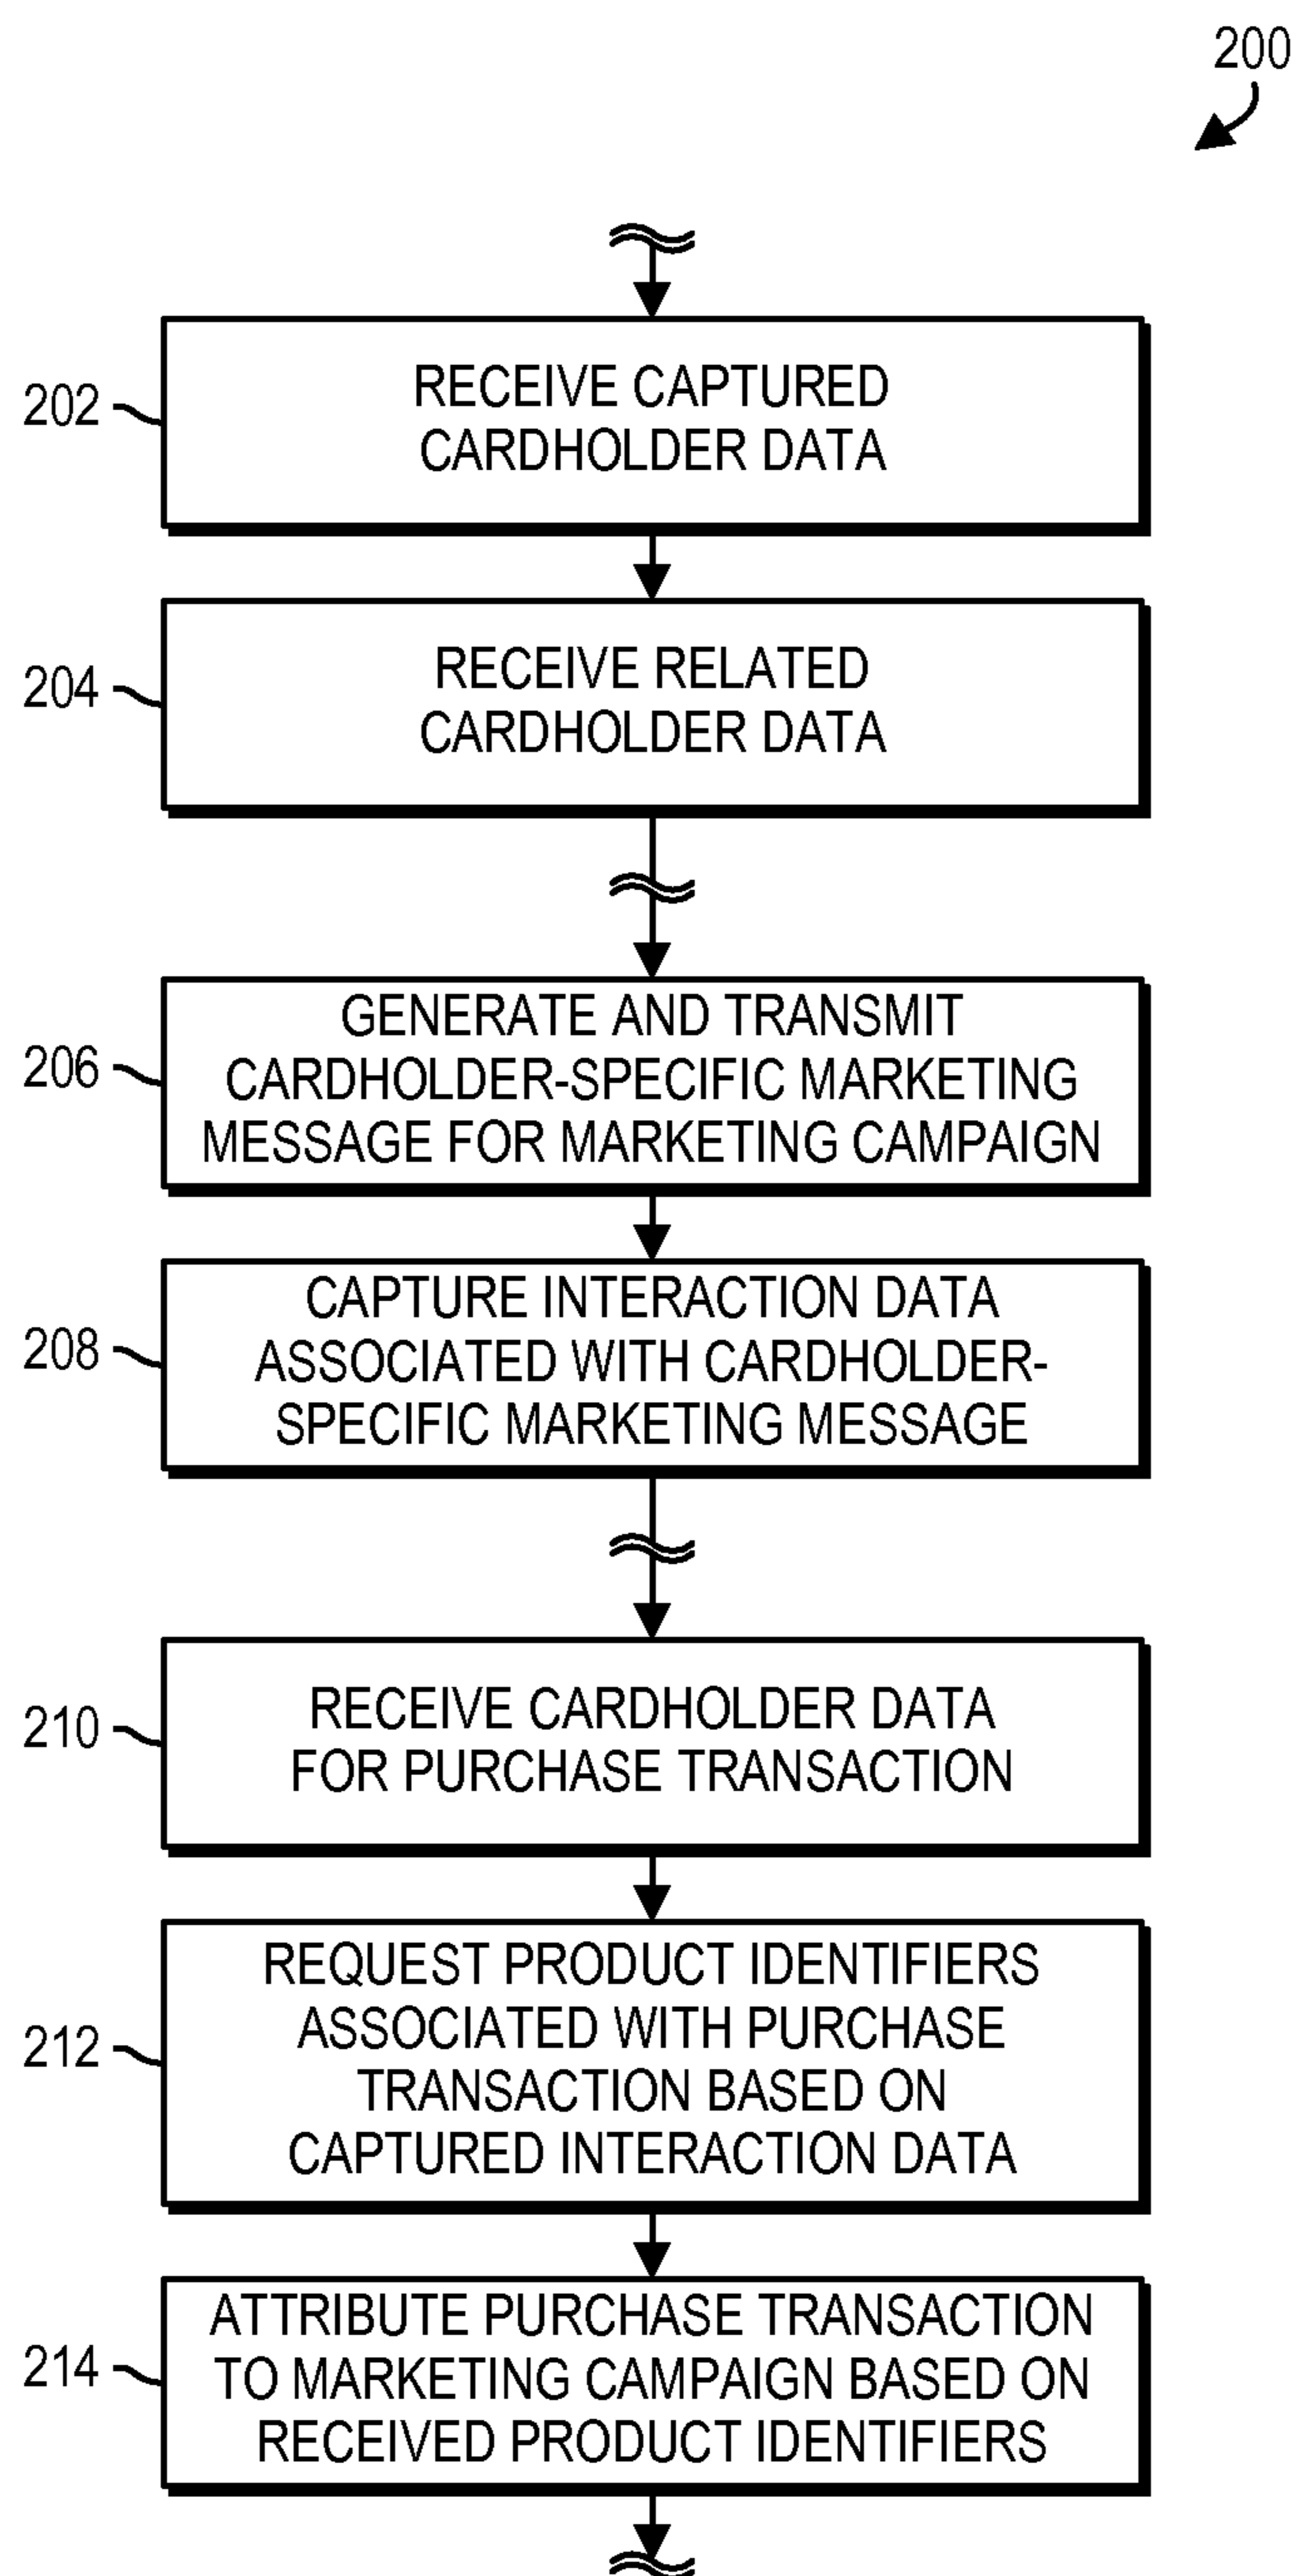 200
202
RECEIVE CAPTURED
CARDHOLDER DATA
204
RECEIVE RELATED
CARDHOLDER DATA
206
GENERATE AND TRANSMIT
CARDHOLDER-SPECIFIC MARKETING
MESSAGE FOR MARKETING CAMPAIGN
208
CAPTURE INTERACTION DATA
ASSOCIATED WITH CARDHOLDER-
SPECIFIC MARKETING MESSAGE
210
RECEIVE CARDHOLDER DATA
FOR PURCHASE TRANSACTION
212
REQUEST PRODUCT IDENTIFIERS
ASSOCIATED WITH PURCHASE
TRANSACTION BASED ON
CAPTURED INTERACTION DATA
214
ATTRIBUTE PURCHASE TRANSACTION
TO MARKETING CAMPAIGN BASED ON
RECEIVED PRODUCT IDENTIFIERS